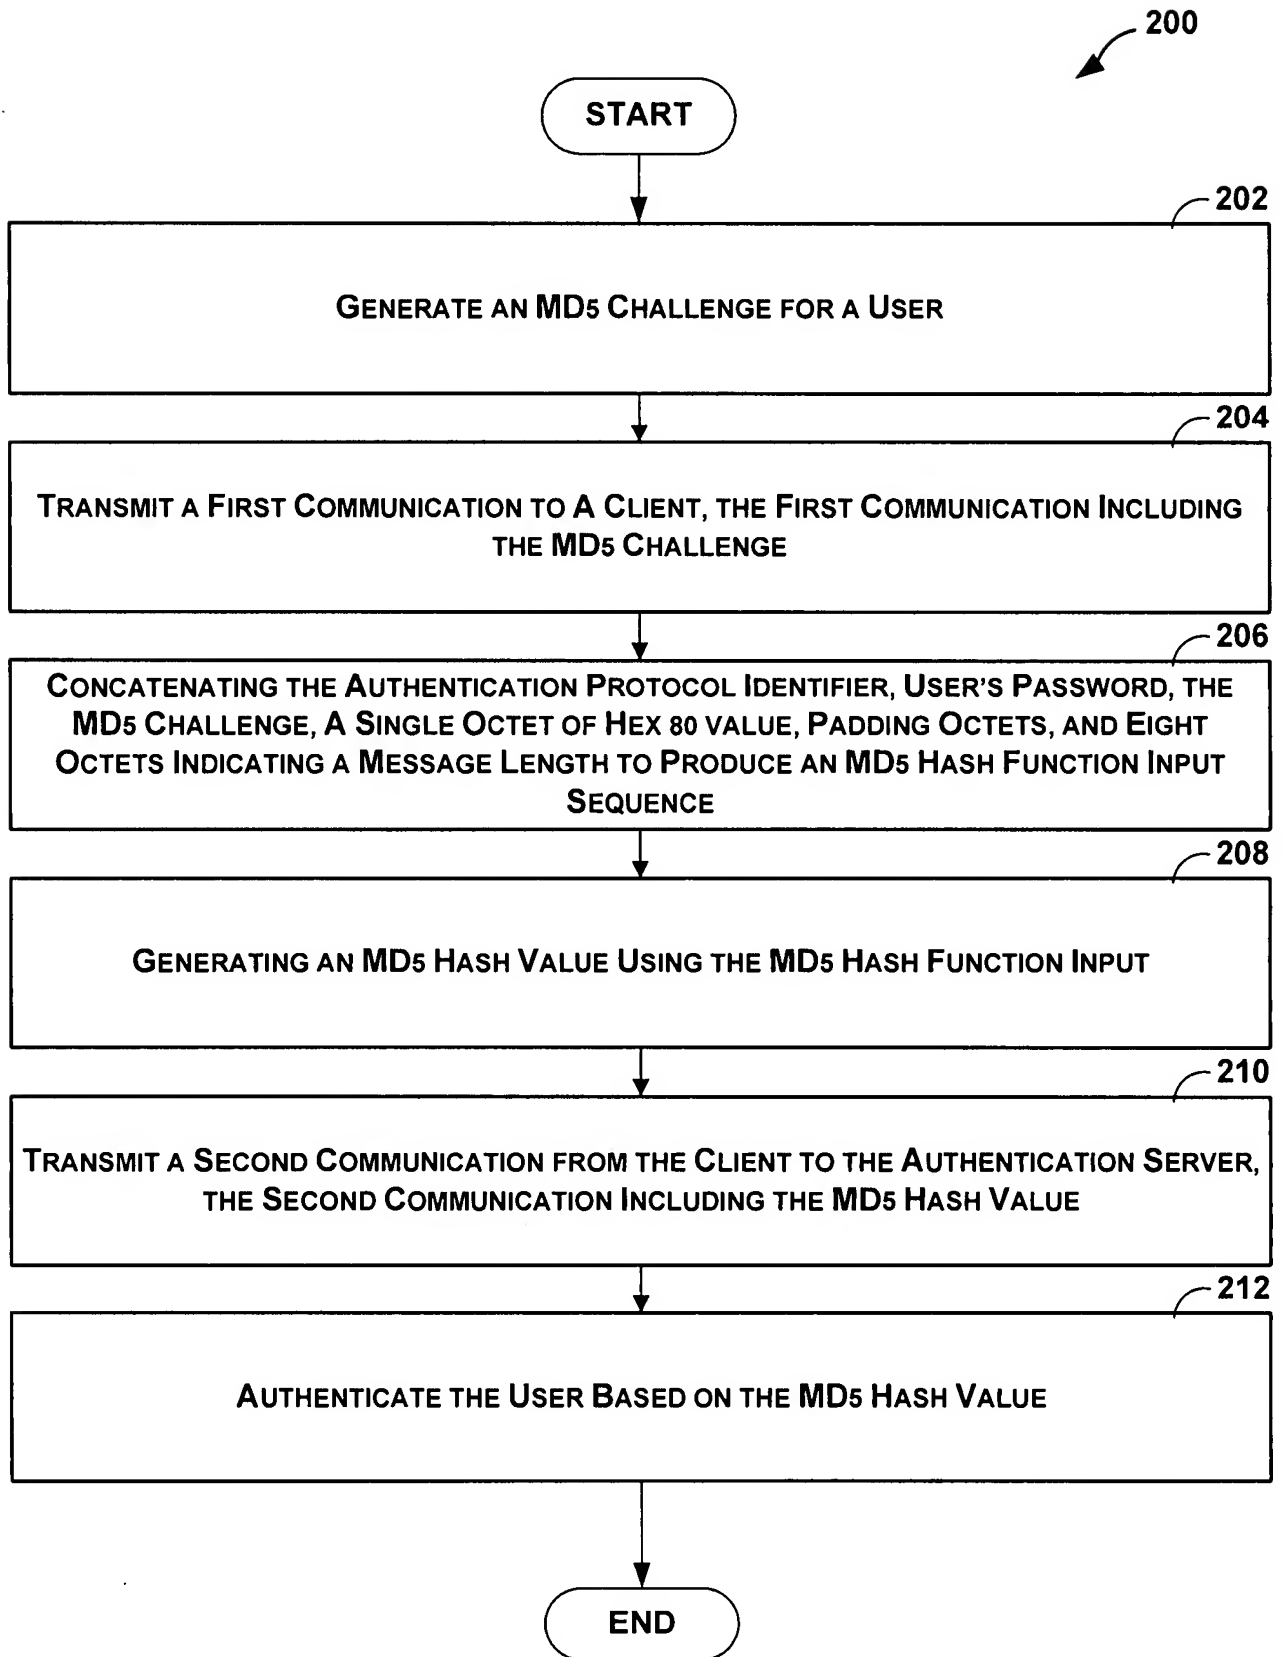 200
START
202
GENERATE AN MD5 CHALLENGE FOR A USER
204
TRANSMIT A FIRST COMMUNICATION TO A CLIENT, THE FIRST COMMUNICATION INCLUDING
THE MD5 CHALLENGE
206
CONCATENATING THE AUTHENTICATION PROTOCOL IDENTIFIER, USER'S PASSWORD, THE
MD5 CHALLENGE, A SINGLE OCTET OF HEX 80 VALUE, PADDING OCTETS, AND EIGHT
OCTETS INDICATING A MESSAGE LENGTH TO PRODUCE AN MD5 HASH FUNCTION INPUT
SEQUENCE
208
GENERATING AN MD5 HASH VALUE USING THE MD5 HASH FUNCTION INPUT
210
TRANSMIT A SECOND COMMUNICATION FROM THE CLIENT TO THE AUTHENTICATION SERVER,
THE SECOND COMMUNICATION INCLUDING THE MD5 HASH VALUE
212
AUTHENTICATE THE USER BASED ON THE MD5 HASH VALUE
END